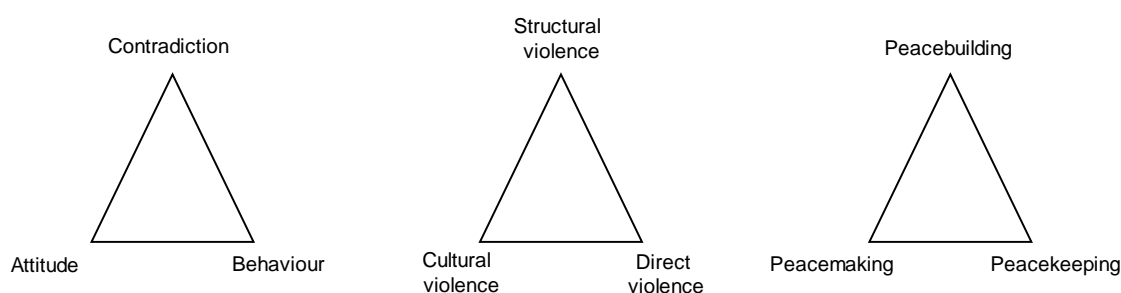 Contradiction
Attitude
Behaviour
Structural
violence
Cultural
violence
Direct
violence
Peacebuilding
Peacemaking
Peacekeeping